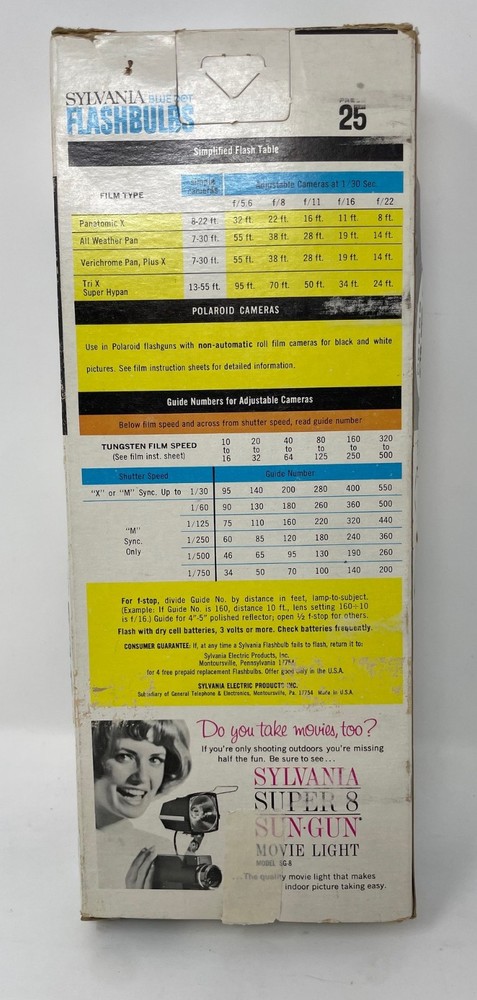 SYLVANIA BLUE DOT
FLASHBULBS
25
Simplified Flash Table
FILM TYPE Simple Cameras Adjustable Cameras at 1/30 Sec.
f/5.6 f/8 f/11 f/16 f/22
Panatomic X 8-22 ft. 32 ft. 22 ft. 16 ft. 11 ft. 8 ft.
All Weather Pan 7-30 ft. 55 ft. 38 ft. 28 ft. 19 ft. 14 ft.
Verichrome Pan, Plus X 7-30 ft. 55 ft. 38 ft. 28 ft. 19 ft. 14 ft.
Tri X
Super Hypan 13-55 ft. 95 ft. 70 ft. 50 ft. 34 ft. 24 ft.
POLAROID CAMERAS
Use in Polaroid flashguns with non-automatic roll film cameras for black and white
pictures. See film instruction sheets for detailed information.
Guide Numbers for Adjustable Cameras
Below film speed and across from shutter speed, read guide number
TUNGSTEN FILM SPEED 10 20 40 80 160 320
(See film inst. sheet) to to to to to to
16 32 64 125 250 500
Shutter Speed Guide Number
"X" or "M" Sync. Up to 1/30 95 140 200 280 400 550
1/60 90 130 180 260 360 500
1/125 75 110 160 220 320 440
"M"
Sync.
Only
1/250 60 85 120 180 240 360
1/500 46 65 95 130 190 260
1/750 34 50 70 100 140 200
For f-stop, divide Guide No. by distance in feet, lamp-to-subject.
(Example: If Guide No. is 160, distance 10 ft., lens setting 160÷10
is f/16.) Guide for 4"-5" polished reflector; open ½ f-stop for others.
Flash with dry cell batteries, 3 volts or more. Check batteries frequently.
CONSUMER GUARANTEE: If, at any time a Sylvania Flashbulb fails to flash, return it to:
Sylvania Electric Products, Inc.
Montoursville, Pennsylvania 17754
for 4 free prepaid replacement Flashbulbs. Offer good only in the U.S.A.
SYLVANIA ELECTRIC PRODUCTS INC.
Subsidiary of General Telephone & Electronics, Montoursville, Pa. 17754 Made in U.S.A.
Do you take movies, too?
If you're only shooting outdoors you're missing
half the fun. Be sure to see...
SYLVANIA
SUPER 8
SUN-GUN
MOVIE LIGHT
MODEL SG-8
...The quality movie light that makes
indoor picture taking easy.